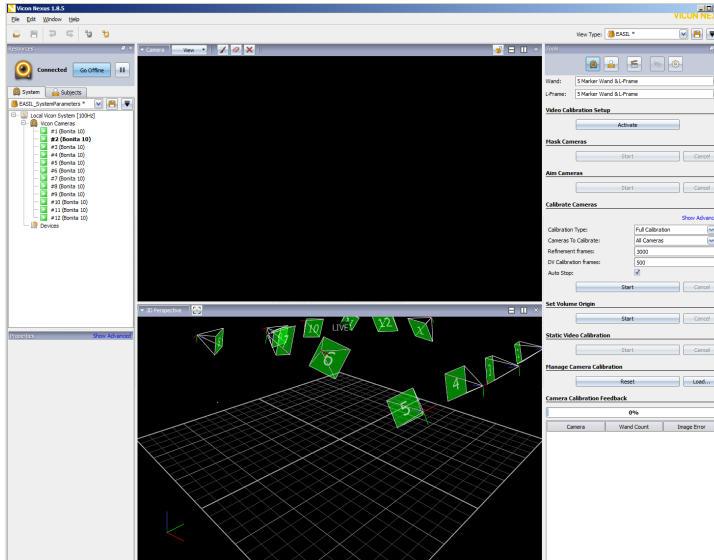 Vicon Nexus 1.8.5
File Edit Window Help
VICON NE
View Type: EASIL *
Resources
Connected Go Offline
System Subjects
EASIL_SystemParameters *
Local Vicon System [100Hz]
Vicon Cameras
#1 (Bonita 10)
#2 (Bonita 10)
#3 (Bonita 10)
#4 (Bonita 10)
#5 (Bonita 10)
#6 (Bonita 10)
#7 (Bonita 10)
#8 (Bonita 10)
#9 (Bonita 10)
#10 (Bonita 10)
#11 (Bonita 10)
#12 (Bonita 10)
Devices
Properties Show Advanced
Camera View
3D Perspective
LIVE
10
12
6
5
4
Tools
Wand: 5 Marker Wand & L-Frame
L-Frame: 5 Marker Wand & L-Frame
Video Calibration Setup
Activate
Mask Cameras
Start Cancel
Aim Cameras
Start Cancel
Calibrate Cameras
Show Advanc
Calibration Type: Full Calibration
Cameras To Calibrate: All Cameras
Refinement frames: 3000
DV Calibration frames: 500
Auto Stop:
Start Cancel
Set Volume Origin
Start Cancel
Static Video Calibration
Start Cancel
Manage Camera Calibration
Reset Load...
Camera Calibration Feedback
0%
Camera Wand Count Image Error